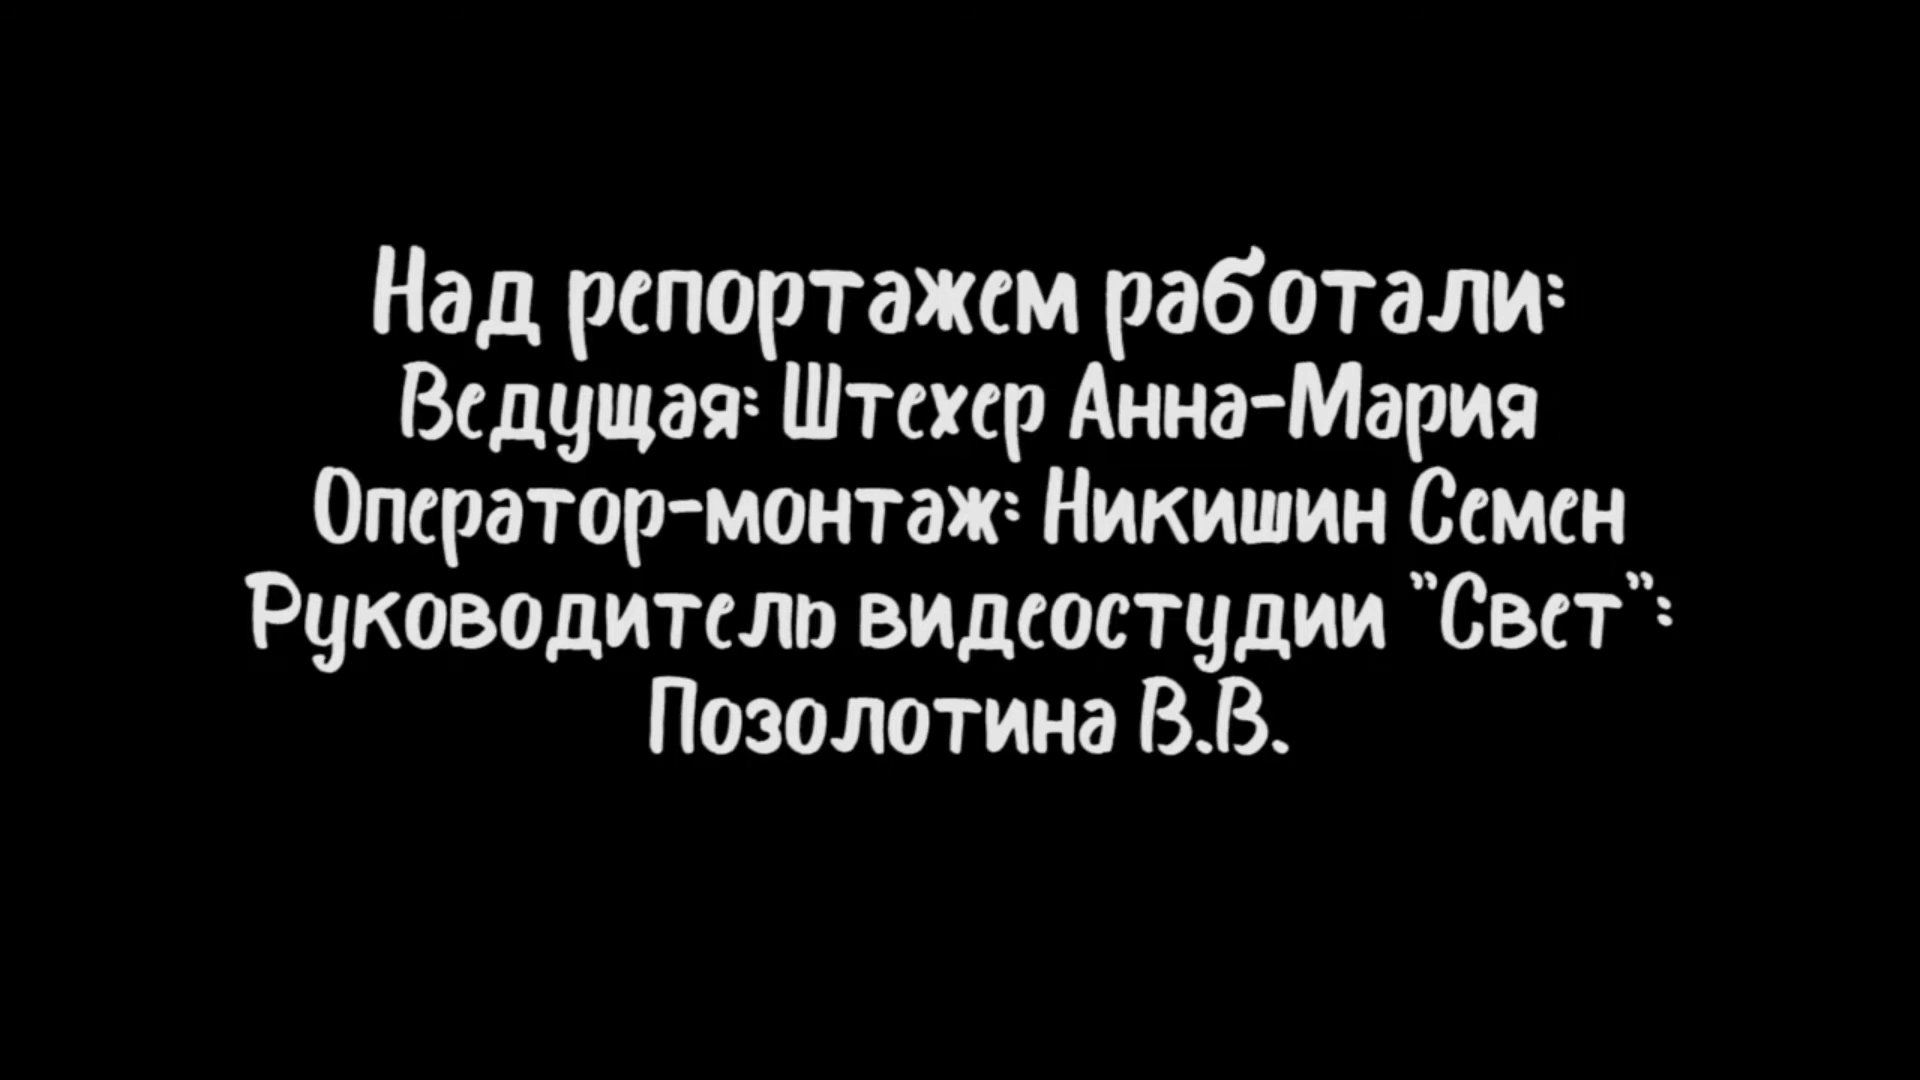 Над репортажем работали:
Ведущая: Штехер Анна-Мария
Оператор-монтаж: Никишин Семен
Руководитель видеостудии "Свет":
Позолотина В.В.